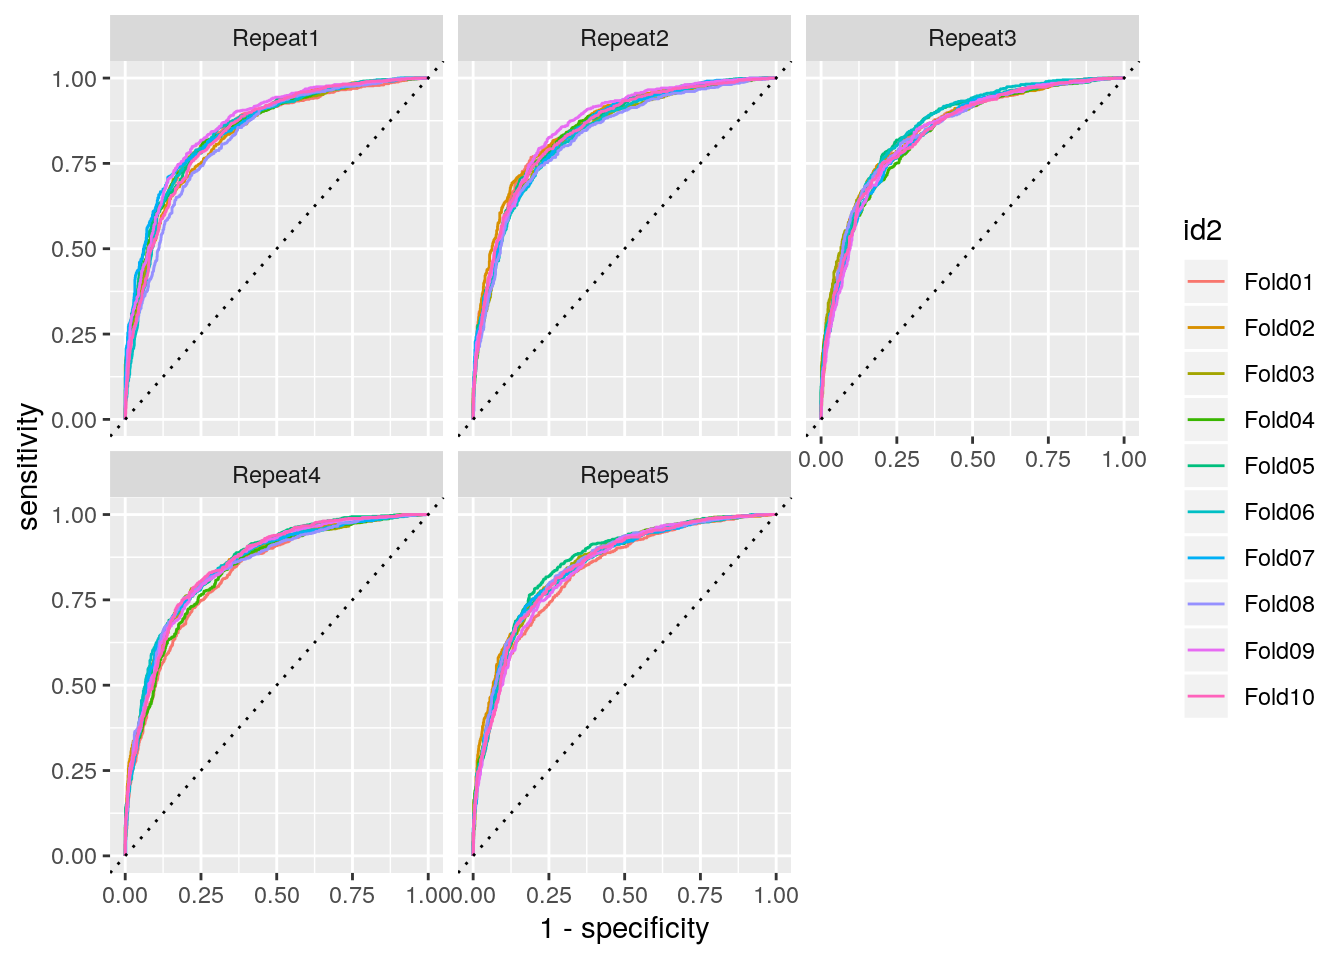 Repeat1
Repeat2
Repeat3
1.00
0.75
0.50
0.25
0.00
0.00 0.25 0.50 0.75 1.00
Repeat4
Repeat5
1.00
0.75
0.50
0.25
0.00
0.00 0.25 0.50 0.75 1.00
0.00 0.25 0.50 0.75 1.00
sensitivity
1 - specificity
id2
Fold01
Fold02
Fold03
Fold04
Fold05
Fold06
Fold07
Fold08
Fold09
Fold10